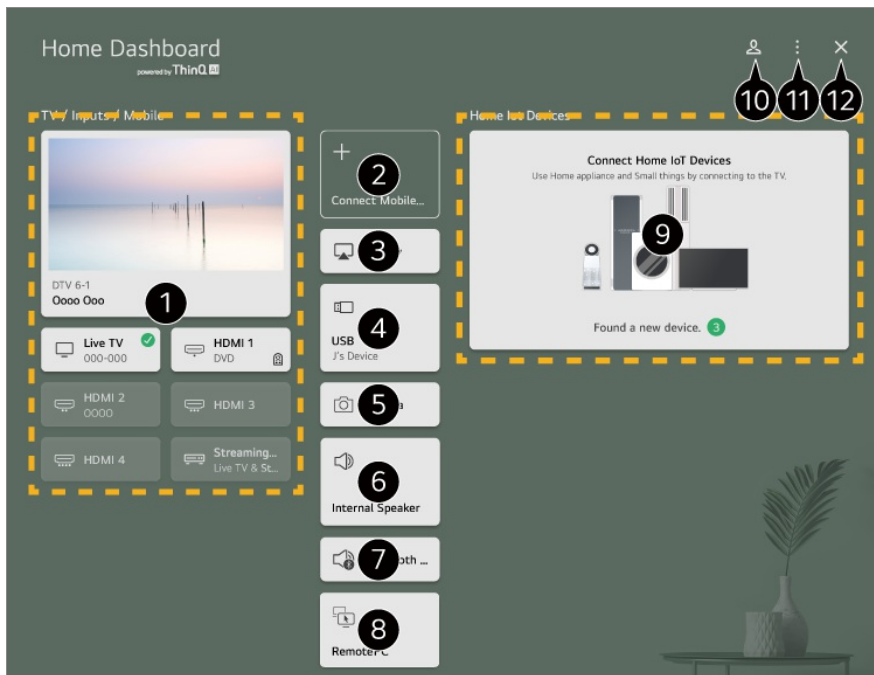 Home Dashboard
powered by ThinQ AI
10 11 12
TV / Inputs / Mobile
Home Iot Devices
DTV 6-1
Oooo Ooo
1
Live TV
000-000
HDMI 1
DVD
HDMI 2
OOOO
HDMI 3
HDMI 4
Streaming...
Live TV & St...
2
Connect Mobile...
3
4
USB
J's Device
5
6
Internal Speaker
7
8
Remote PC
Connect Home IoT Devices
Use Home appliance and Small things by connecting to the TV.
9
Found a new device. 3